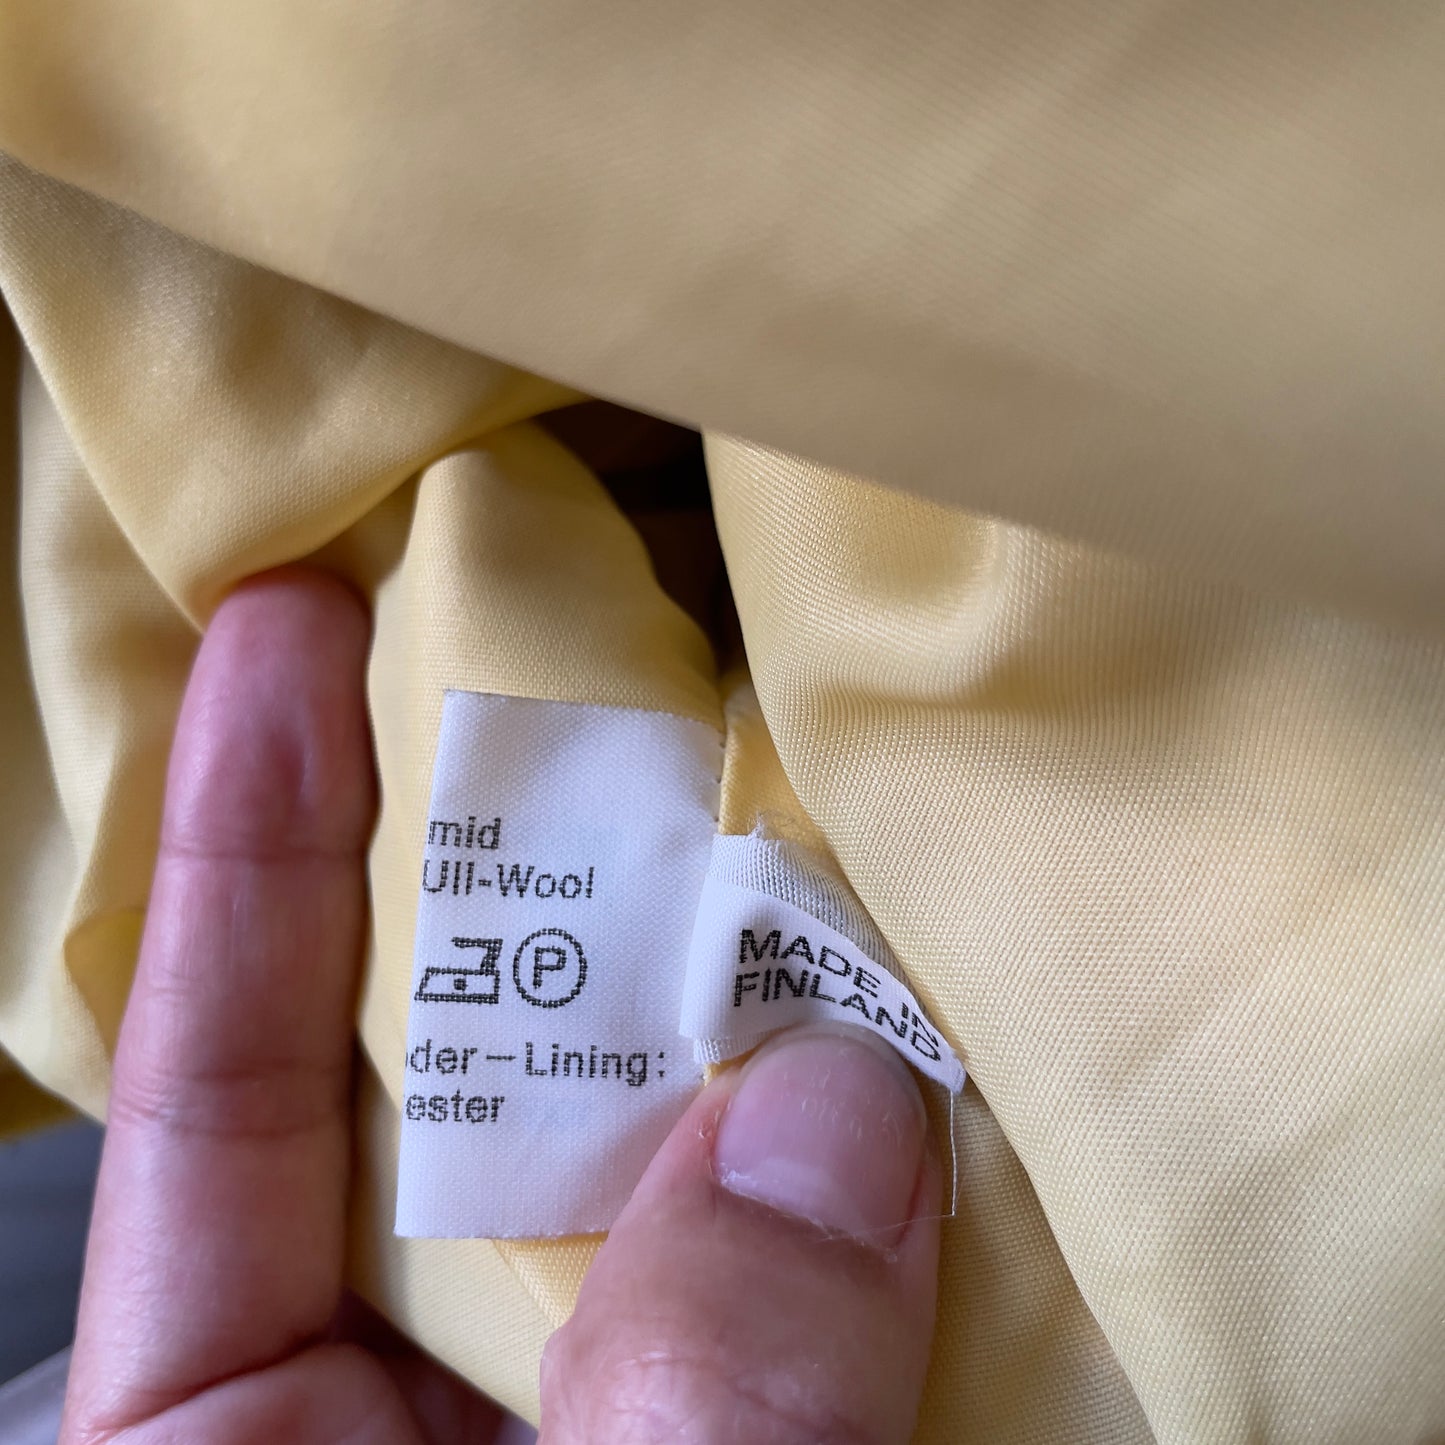 mid
Ull-Wool
P
der-Lining:
ester
MADE IN
FINLAND